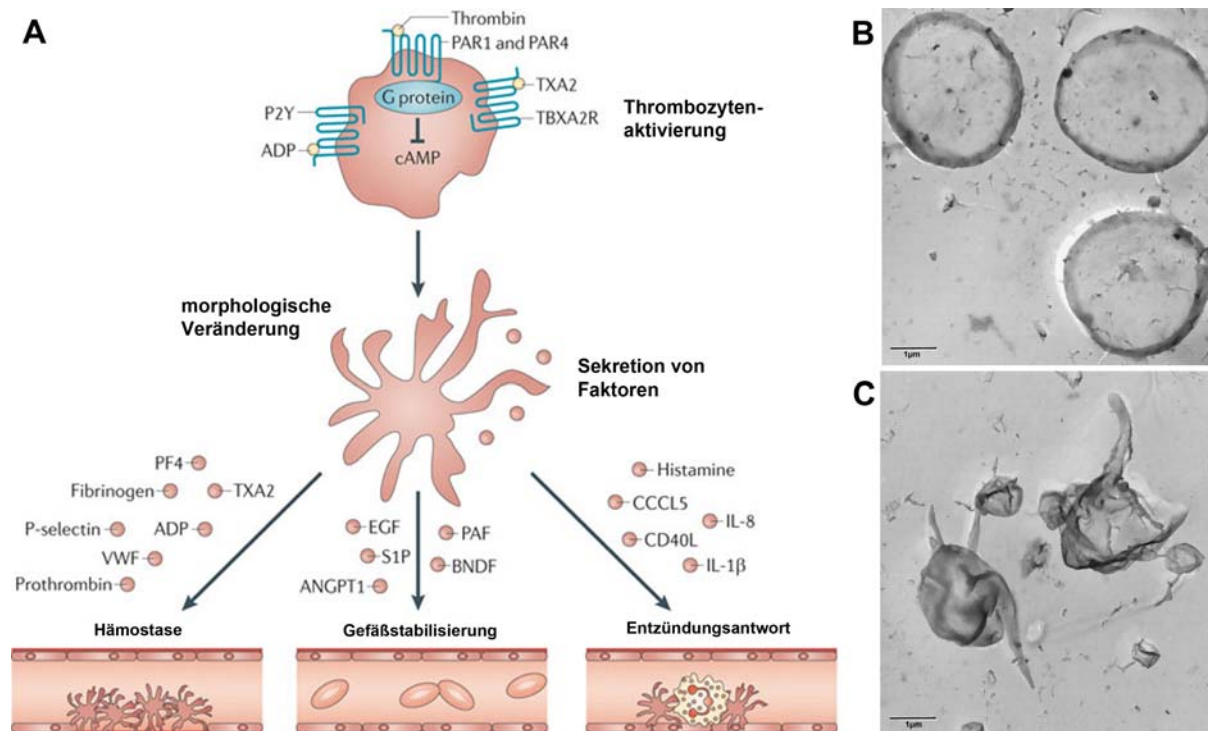 A
Thrombin
PAR1 and PAR4
G protein
TXA2
P2Y
TBXA2R
ADP
cAMP
Thrombozyten-
aktivierung
morphologische
Veränderung
Sekretion von
Faktoren
PF4
Fibrinogen
TXA2
P-selectin
ADP
VWF
Prothrombin
EGF
PAF
S1P
BNDF
ANGPT1
Histamine
CCCL5
IL-8
CD40L
IL-1β
Hämostase
Gefäßstabilisierung
Entzündungsantwort
B
1µm
C
1µm